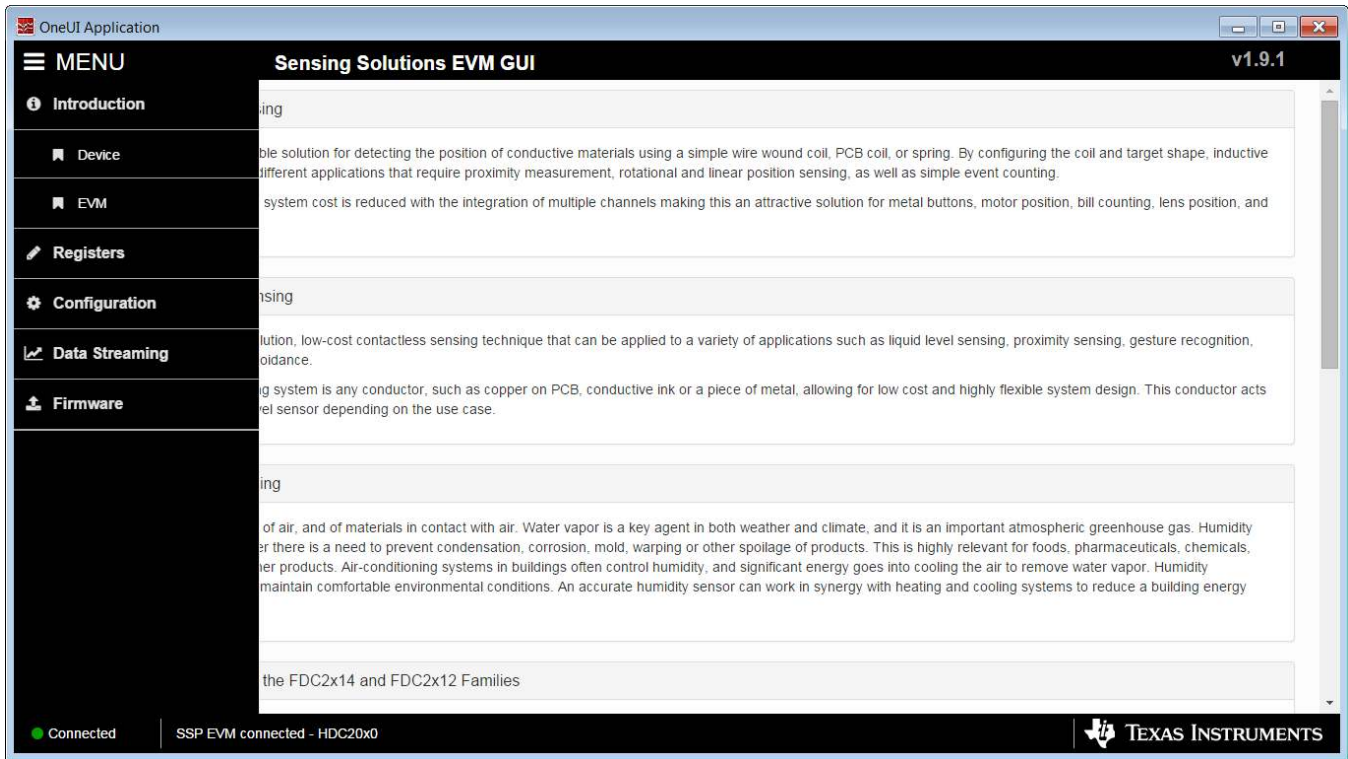 OneUI Application
MENU
Sensing Solutions EVM GUI
v1.9.1
Introduction
Device
EVM
Registers
Configuration
Data Streaming
Firmware
sing
ble solution for detecting the position of conductive materials using a simple wire wound coil, PCB coil, or spring. By configuring the coil and target shape, inductive
different applications that require proximity measurement, rotational and linear position sensing, as well as simple event counting.
system cost is reduced with the integration of multiple channels making this an attractive solution for metal buttons, motor position, bill counting, lens position, and
nsing
lution, low-cost contactless sensing technique that can be applied to a variety of applications such as liquid level sensing, proximity sensing, gesture recognition,
oidance.
ng system is any conductor, such as copper on PCB, conductive ink or a piece of metal, allowing for low cost and highly flexible system design. This conductor acts
vel sensor depending on the use case.
ing
of air, and of materials in contact with air. Water vapor is a key agent in both weather and climate, and it is an important atmospheric greenhouse gas. Humidity
er there is a need to prevent condensation, corrosion, mold, warping or other spoilage of products. This is highly relevant for foods, pharmaceuticals, chemicals,
her products. Air-conditioning systems in buildings often control humidity, and significant energy goes into cooling the air to remove water vapor. Humidity
maintain comfortable environmental conditions. An accurate humidity sensor can work in synergy with heating and cooling systems to reduce a building energy
the FDC2x14 and FDC2x12 Families
Connected
SSP EVM connected - HDC20x0
TEXAS INSTRUMENTS